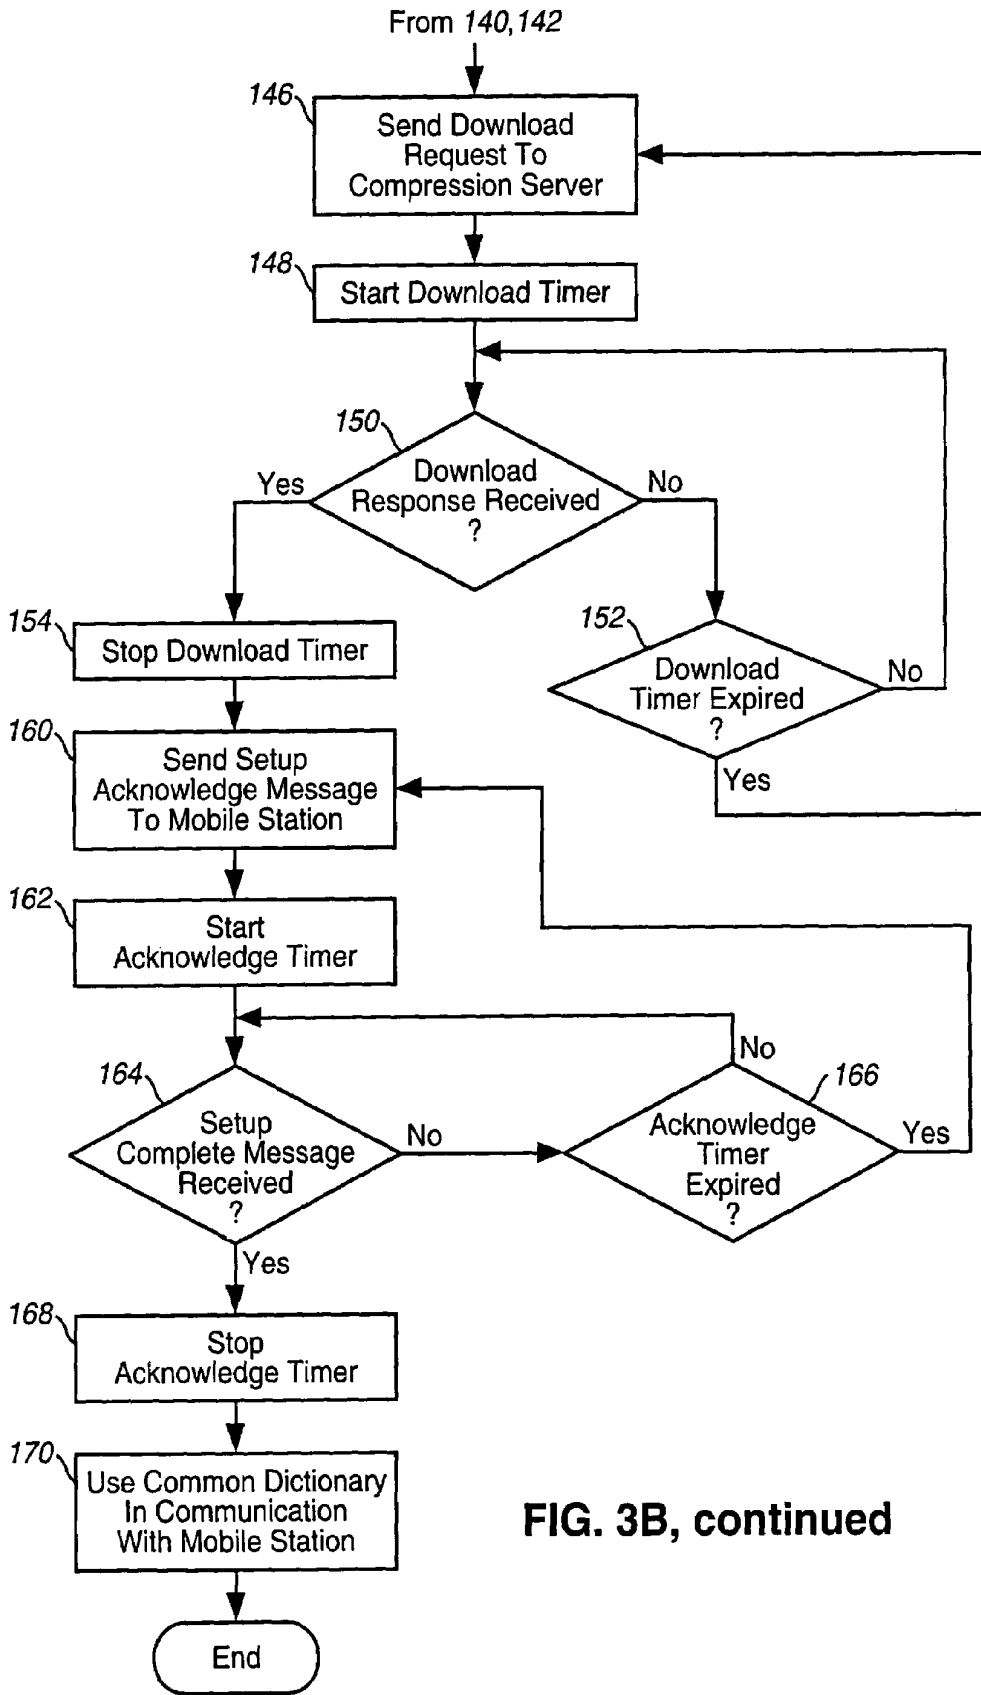 From 140,142
146
Send Download
Request To
Compression Server
148
Start Download Timer
150
Download
Response Received
?
Yes
No
154
Stop Download Timer
152
Download
Timer Expired
?
No
Yes
160
Send Setup
Acknowledge Message
To Mobile Station
162
Start
Acknowledge Timer
164
Setup
Complete Message
Received
?
No
Yes
166
Acknowledge
Timer
Expired
?
No
Yes
168
Stop
Acknowledge Timer
170
Use Common Dictionary
In Communication
With Mobile Station
FIG. 3B, continued
End